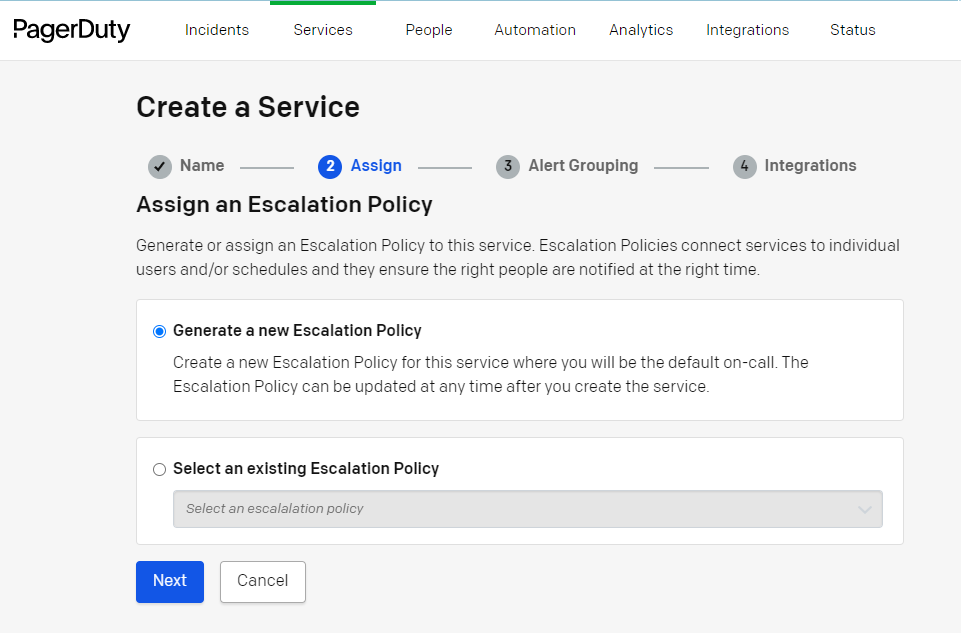 PagerDuty Incidents Services People Automation Analytics Integrations Status
Create a Service
Name 2 Assign 3 Alert Grouping 4 Integrations
Assign an Escalation Policy
Generate or assign an Escalation Policy to this service. Escalation Policies connect services to individual
users and/or schedules and they ensure the right people are notified at the right time.
Generate a new Escalation Policy
Create a new Escalation Policy for this service where you will be the default on-call. The
Escalation Policy can be updated at any time after you create the service.
Select an existing Escalation Policy
Select an escalalation policy
Next Cancel